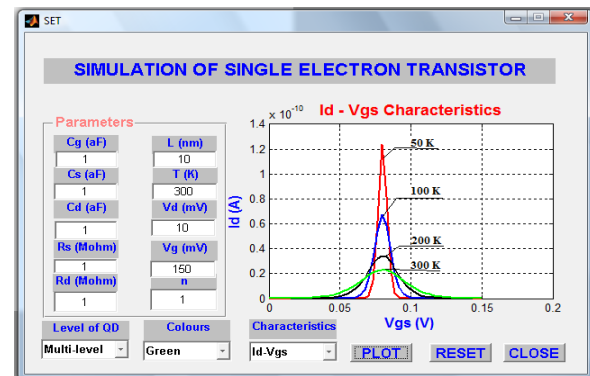 SET
SIMULATION OF SINGLE ELECTRON TRANSISTOR
Parameters
Cg (aF)
1
Cs (aF)
1
Cd (aF)
1
Rs (Mohm)
1
Rd (Mohm)
1
L (nm)
10
T (K)
300
Vd (mV)
10
Vg (mV)
150
n
1
x 10^-10
Id - Vgs Characteristics
1.4
1.2
1
0.8
0.6
0.4
0.2
0
Id (A)
50 K
100 K
200 K
300 K
0 0.05 0.1 0.15 0.2
Vgs (V)
Level of QD
Multi-level
Colours
Green
Characteristics
Id-Vgs
PLOT
RESET
CLOSE